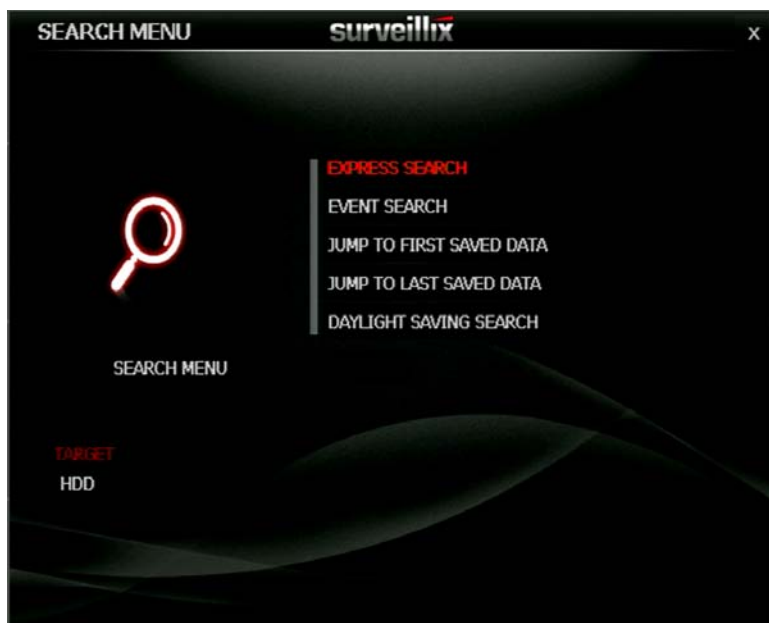 SEARCH MENU
surveillix
X
EXPRESS SEARCH
EVENT SEARCH
JUMP TO FIRST SAVED DATA
JUMP TO LAST SAVED DATA
DAYLIGHT SAVING SEARCH
SEARCH MENU
TARGET
HDD